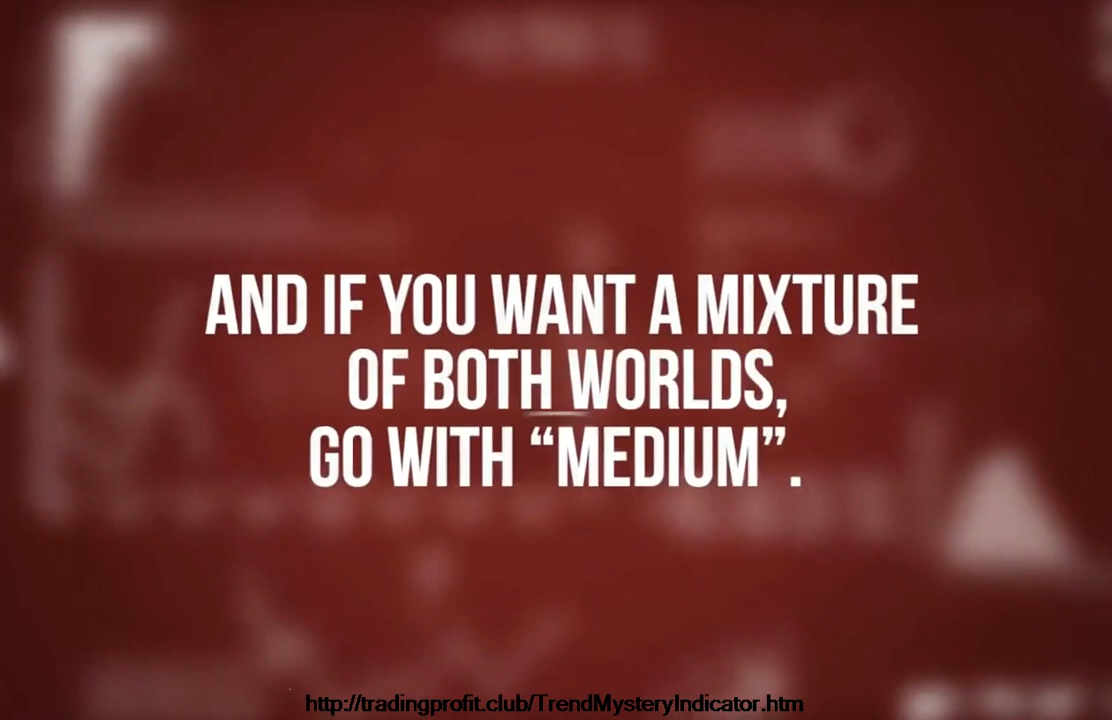 AND IF YOU WANT A MIXTURE
OF BOTH WORLDS,
GO WITH “MEDIUM”.
http://tradingprofit.club/TrendMysteryIndicator.htm